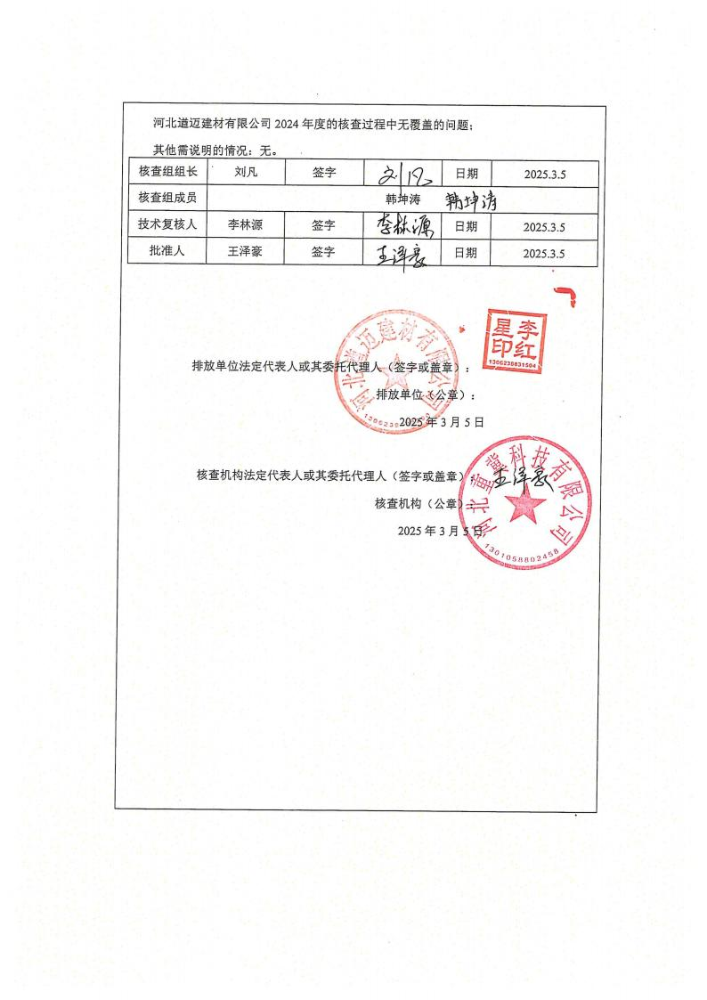 河北道迈建材有限公司 2024 年度的核查过程中无覆盖的问题；
其他需说明的情况：无。
核查组组长 刘凡 签字 刘凡 日期 2025.3.5
核查组成员 韩坤涛 韩坤涛
技术复核人 李林源 签字 李林源 日期 2025.3.5
批准人 王泽豪 签字 王泽豪 日期 2025.3.5
李红星印
1306238831504
河北道迈建材有限公司
排放单位法定代表人或其委托代理人（签字或盖章）：
排放单位（公章）：
2025 年 3 月 5 日
核查机构法定代表人或其委托代理人（签字或盖章）： 王泽豪
核查机构（公章）：
2025 年 3 月 5 日
河北重冀科技有限公司
1301058802458